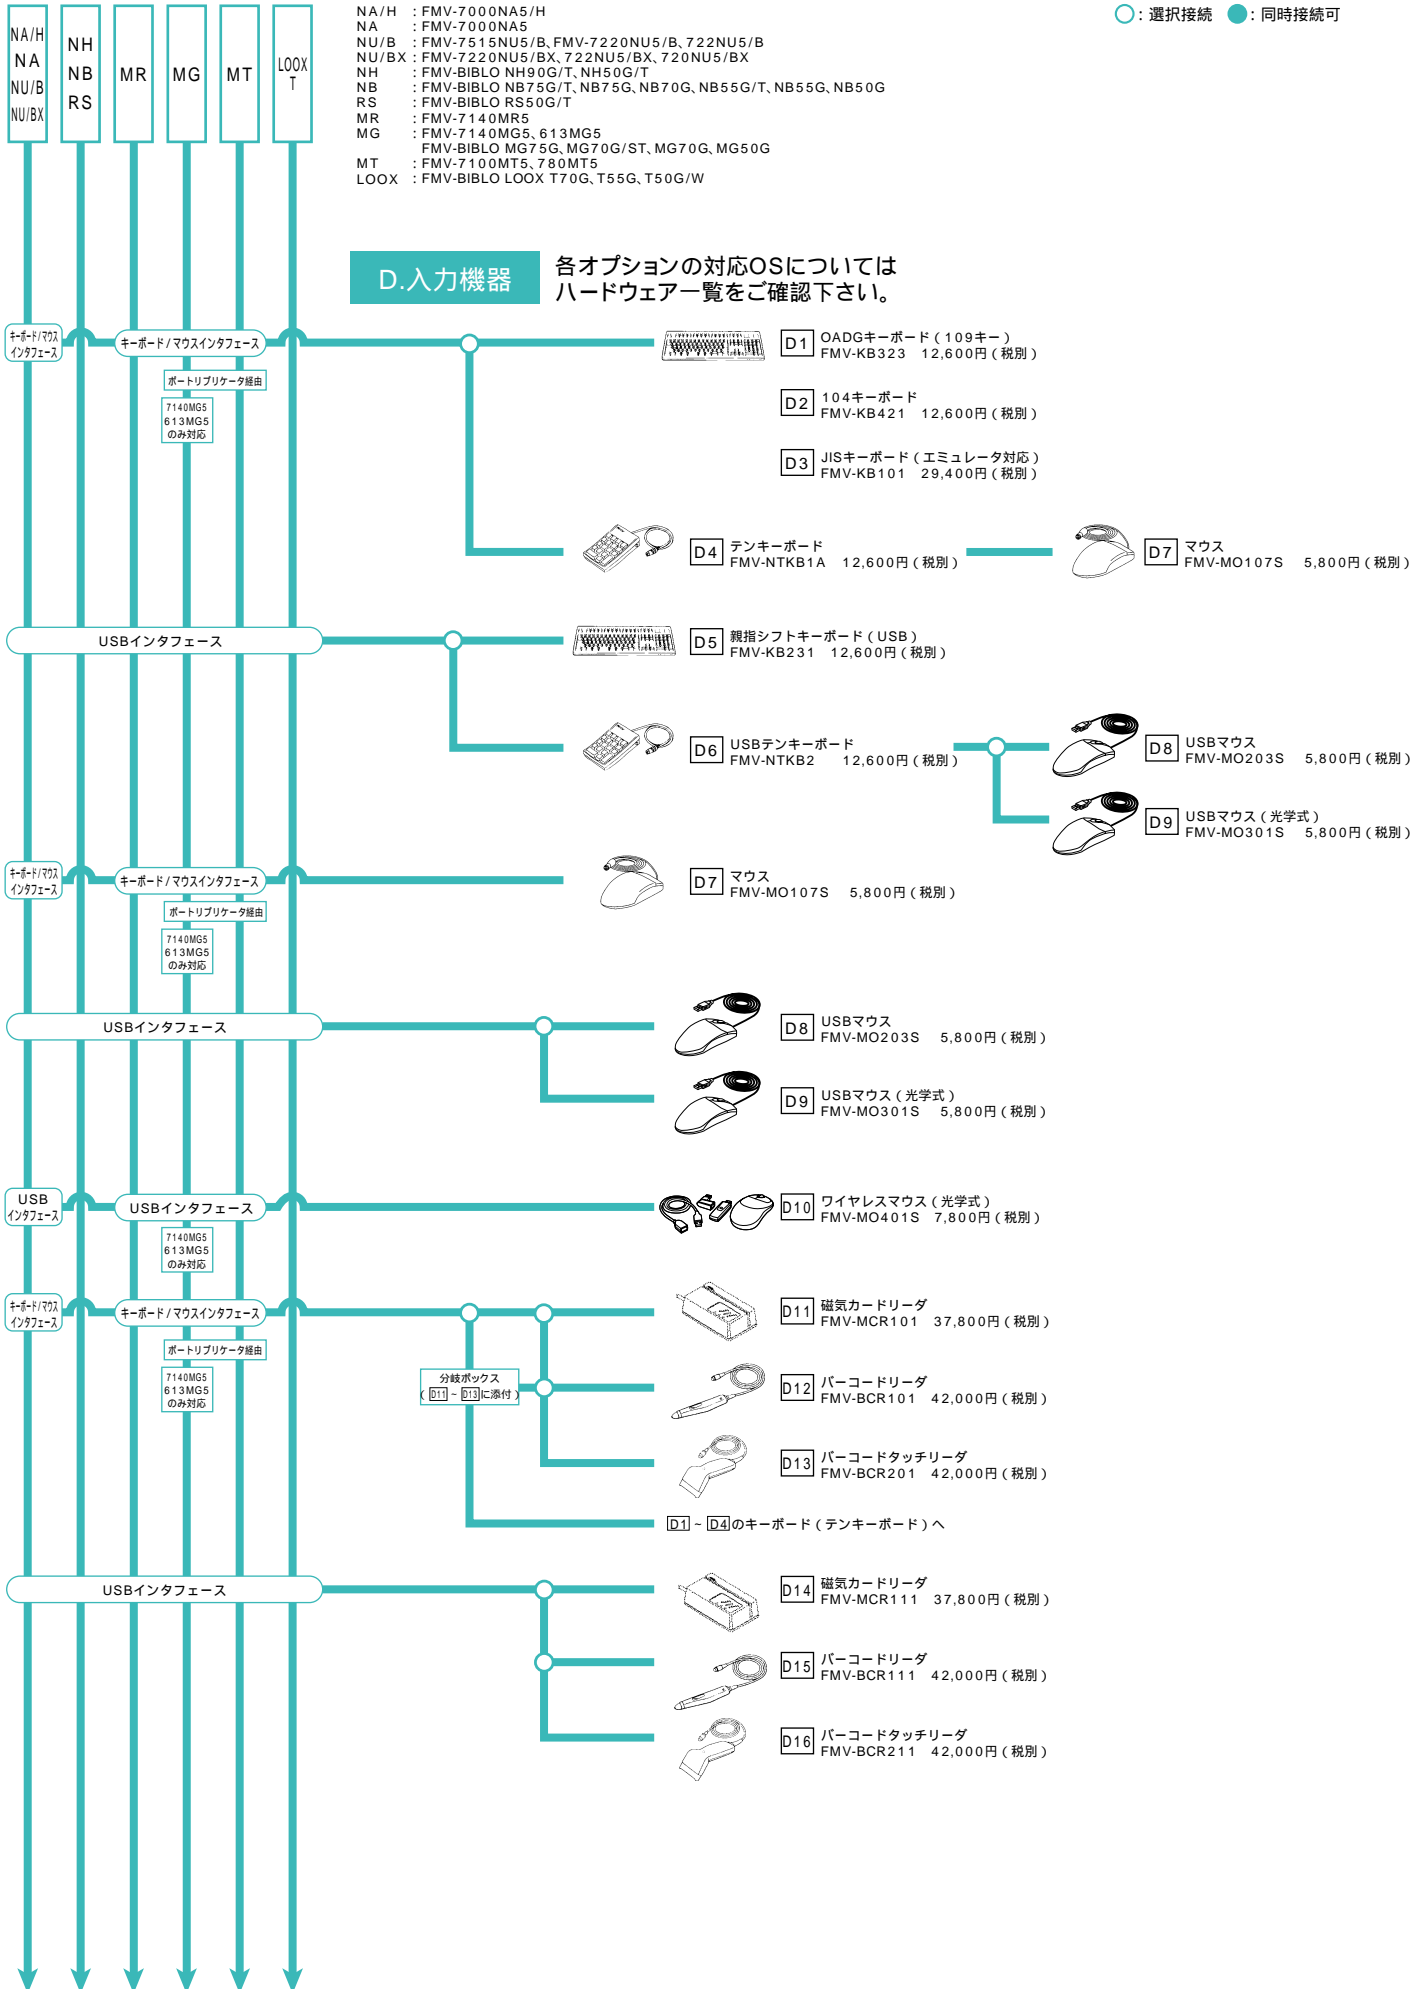 NA/H
NA
NU/B
NU/BX
NH
NB
RS
MR
MG
MT
LOOX
T
NA/H : FMV-7000NA5/H
NA : FMV-7000NA5
NU/B : FMV-7515NU5/B、FMV-7220NU5/B、722NU5/B
NU/BX : FMV-7220NU5/BX、722NU5/BX、720NU5/BX
NH : FMV-BIBLO NH90G/T、NH50G/T
NB : FMV-BIBLO NB75G/T、NB75G、NB70G、NB55G/T、NB55G、NB50G
RS : FMV-BIBLO RS50G/T
MR : FMV-7140MR5
MG : FMV-7140MG5、613MG5
FMV-BIBLO MG75G、MG70G/ST、MG70G、MG50G
MT : FMV-7100MT5、780MT5
LOOX : FMV-BIBLO LOOX T70G、T55G、T50G/W
○: 選択接続 ●: 同時接続可
D.入力機器
各オプションの対応OSについては
ハードウェア一覧をご確認下さい。
キーボード/マウス
インタフェース
キーボード/マウスインタフェース
ポートリプリケータ経由
7140MG5
613MG5
のみ対応
D1 OADGキーボード(109キー)
FMV-KB323 12,600円(税別)
D2 104キーボード
FMV-KB421 12,600円(税別)
D3 JISキーボード(エミュレータ対応)
FMV-KB101 29,400円(税別)
D4 テンキーボード
FMV-NTKB1A 12,600円(税別)
D7 マウス
FMV-MO107S 5,800円(税別)
USBインタフェース
D5 親指シフトキーボード(USB)
FMV-KB231 12,600円(税別)
D6 USBテンキーボード
FMV-NTKB2 12,600円(税別)
D8 USBマウス
FMV-MO203S 5,800円(税別)
D9 USBマウス(光学式)
FMV-MO301S 5,800円(税別)
キーボード/マウス
インタフェース
キーボード/マウスインタフェース
ポートリプリケータ経由
7140MG5
613MG5
のみ対応
D7 マウス
FMV-MO107S 5,800円(税別)
USBインタフェース
D8 USBマウス
FMV-MO203S 5,800円(税別)
D9 USBマウス(光学式)
FMV-MO301S 5,800円(税別)
USB
インタフェース
USBインタフェース
7140MG5
613MG5
のみ対応
D10 ワイヤレスマウス(光学式)
FMV-MO401S 7,800円(税別)
キーボード/マウス
インタフェース
キーボード/マウスインタフェース
ポートリプリケータ経由
7140MG5
613MG5
のみ対応
分岐ボックス
(D11~D13に添付)
D11 磁気カードリーダ
FMV-MCR101 37,800円(税別)
D12 バーコードリーダ
FMV-BCR101 42,000円(税別)
D13 バーコードタッチリーダ
FMV-BCR201 42,000円(税別)
D1~D4のキーボード(テンキーボード)へ
USBインタフェース
D14 磁気カードリーダ
FMV-MCR111 37,800円(税別)
D15 バーコードリーダ
FMV-BCR111 42,000円(税別)
D16 バーコードタッチリーダ
FMV-BCR211 42,000円(税別)